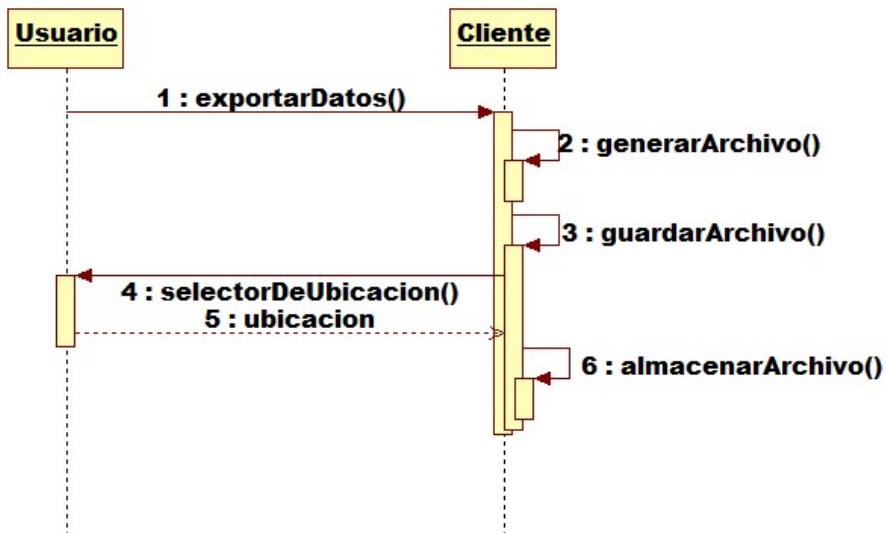 Usuario
Cliente
1 : exportarDatos()
2 : generarArchivo()
3 : guardarArchivo()
4 : selectorDeUbicacion()
5 : ubicacion
6 : almacenarArchivo()